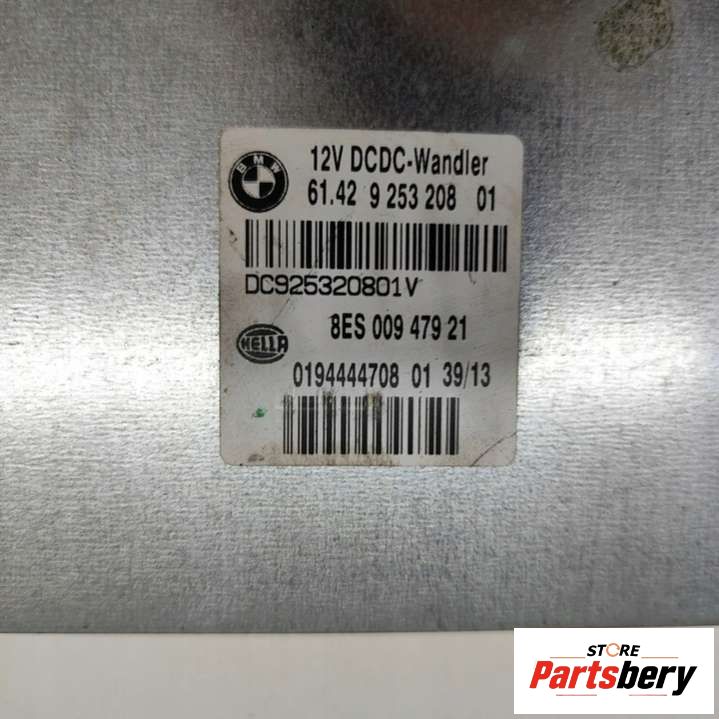 BMW
12V DCDC-Wandler
61.42 9 253 208 01
DC925320801V
8ES 009 479 21
HELLA
0194444708 01 39/13
STORE
Partsbery